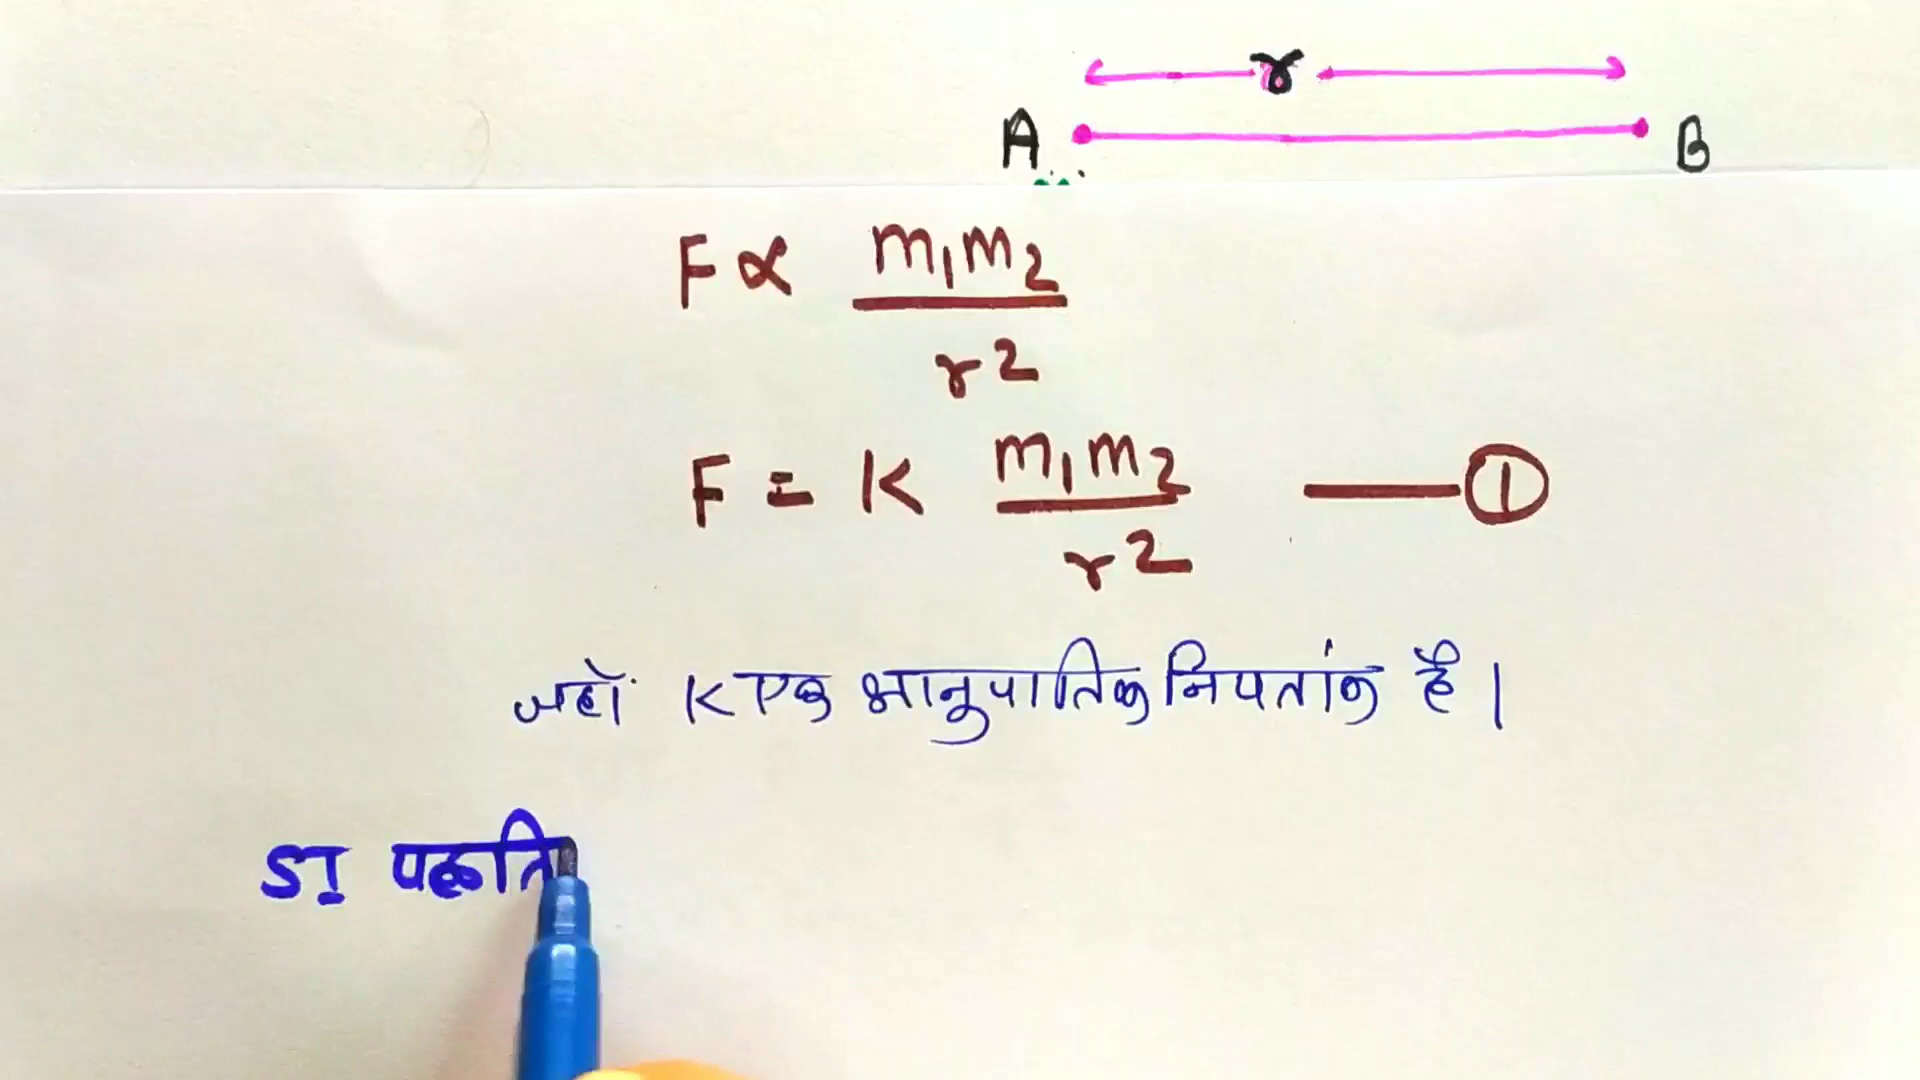 r
A B
F ∝ m₁m₂ / r²
F = K m₁m₂ / r² — ①
जहाँ K एक आनुपातिक नियतांक है।
SI पद्धति